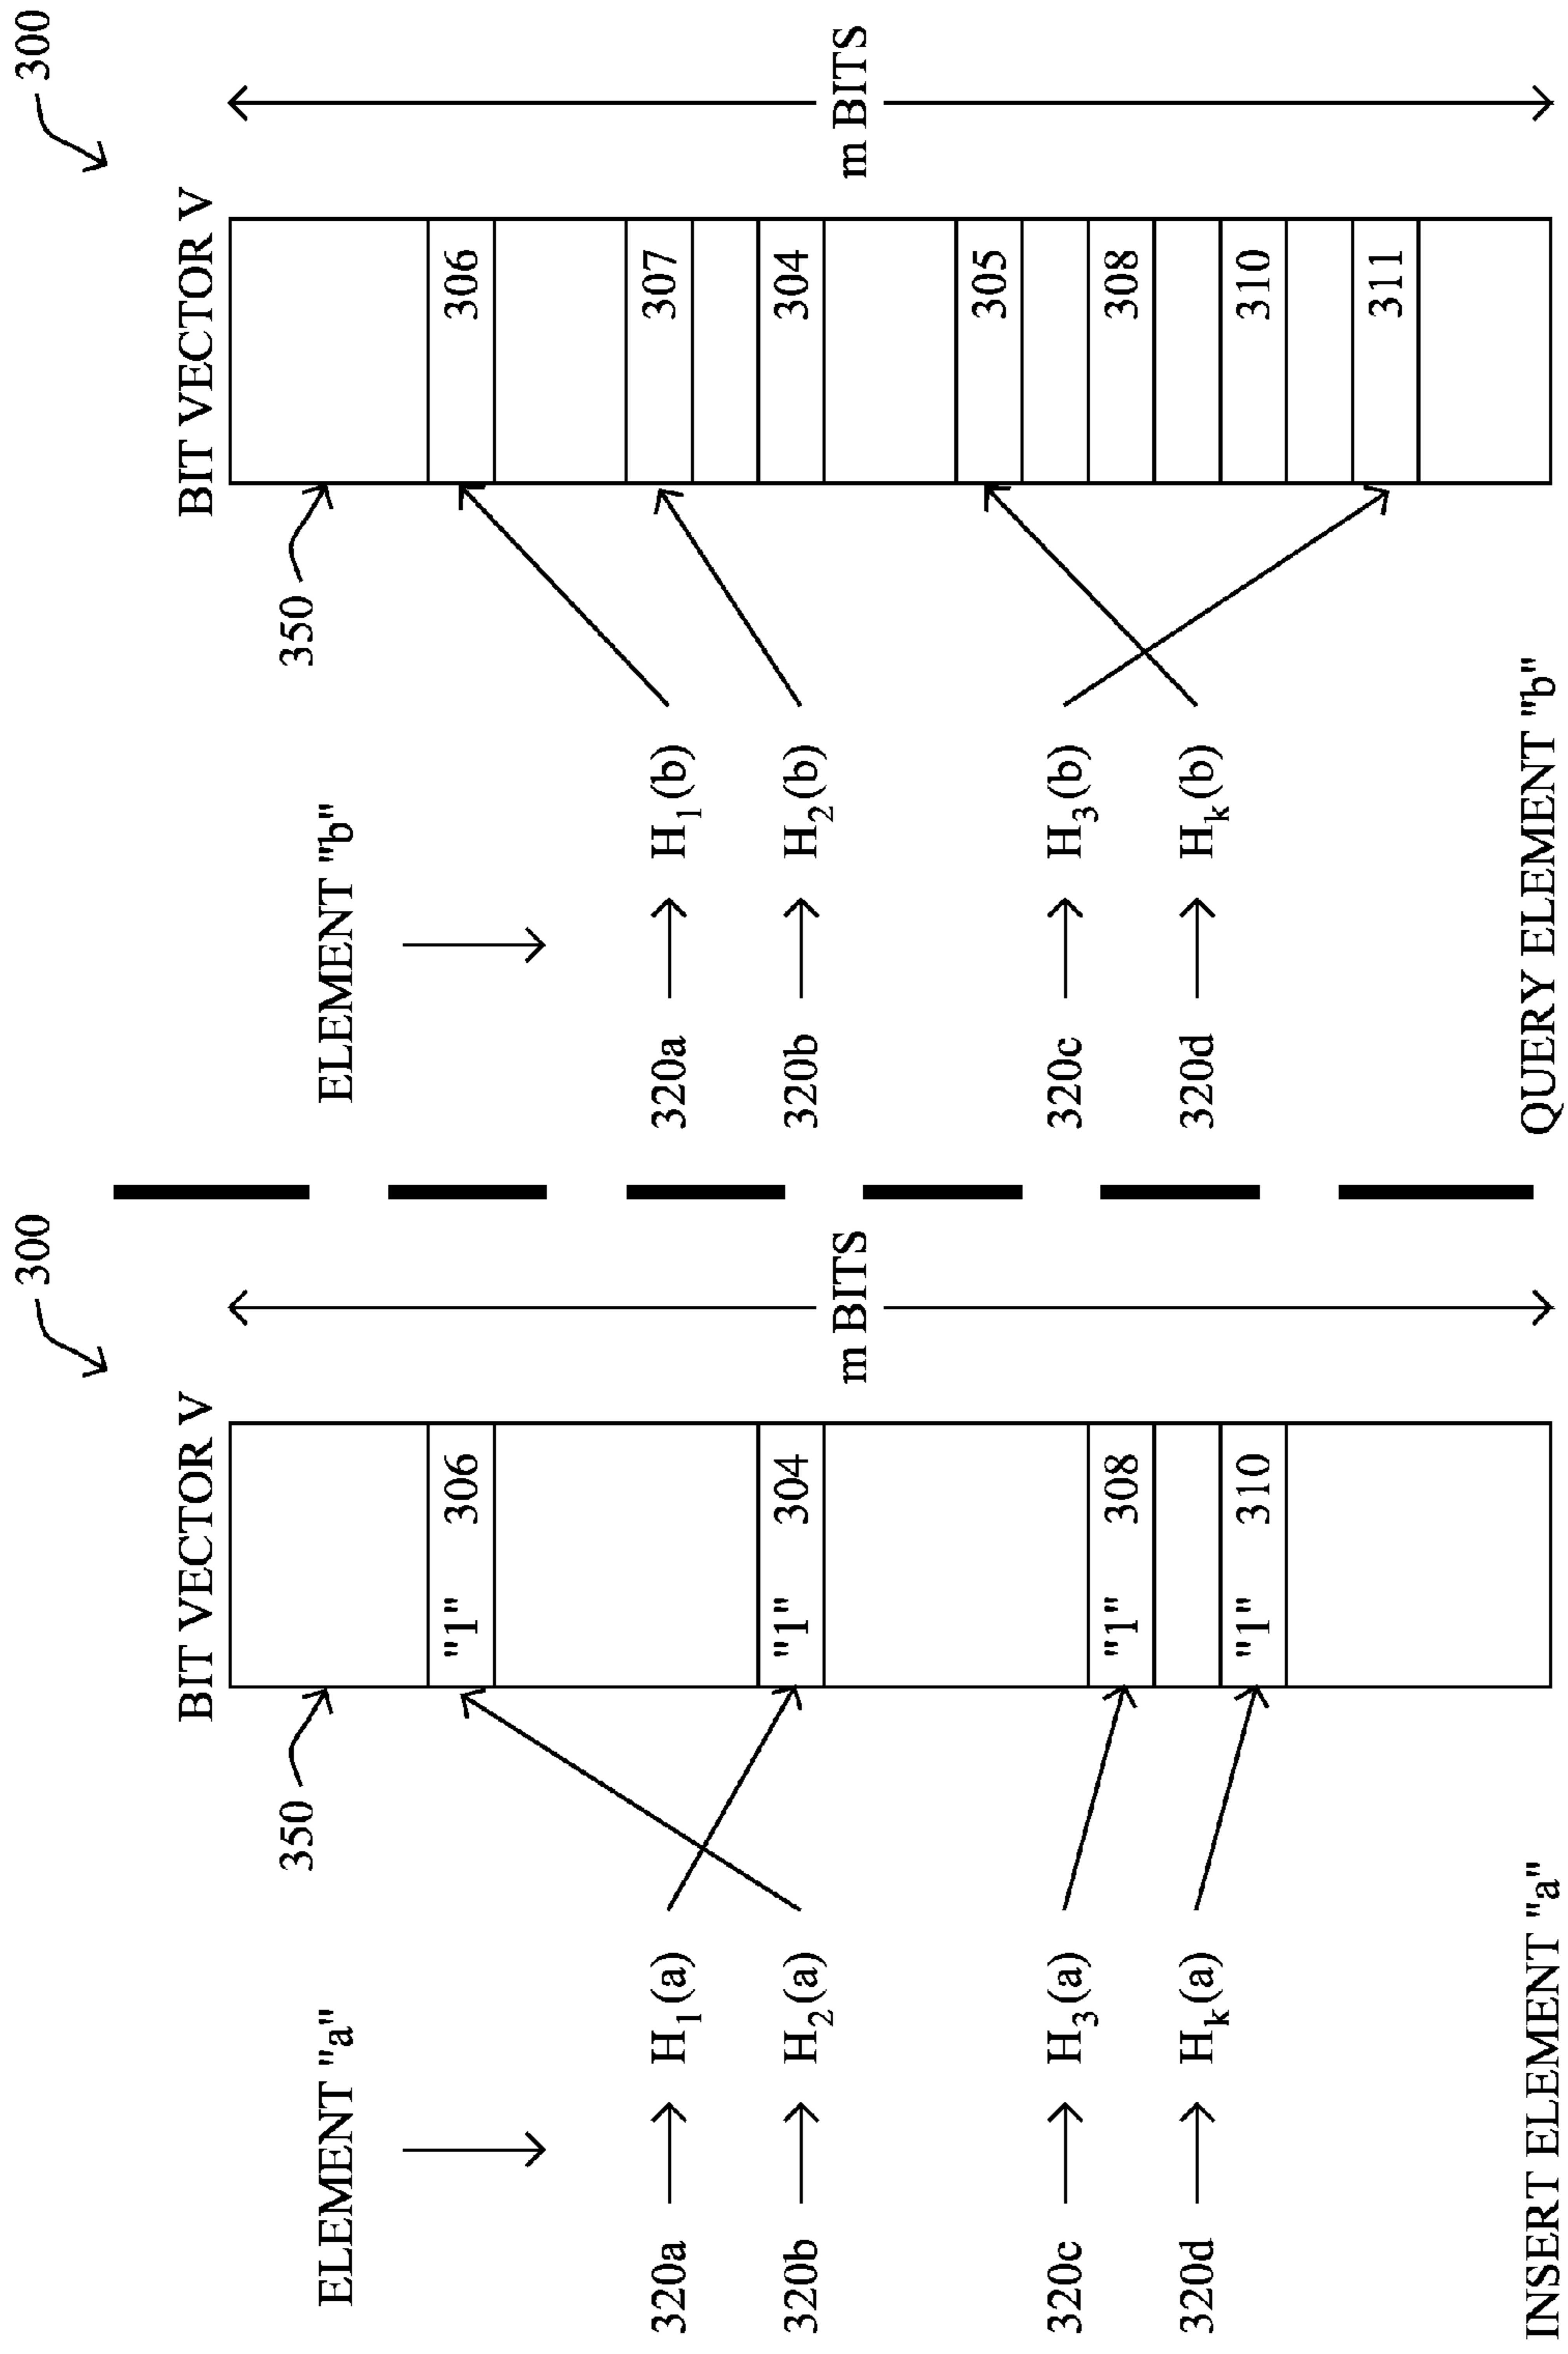 300
BIT VECTOR V
350
ELEMENT "a"
"1" 306
320a H1(a)
320b H2(a)
"1" 304
m BITS
320c H3(a)
"1" 308
320d Hk(a)
"1" 310
INSERT ELEMENT "a"
300
BIT VECTOR V
350
ELEMENT "b"
306
320a H1(b)
307
320b H2(b)
304
m BITS
305
320c H3(b)
308
320d Hk(b)
310
311
QUERY ELEMENT "b"